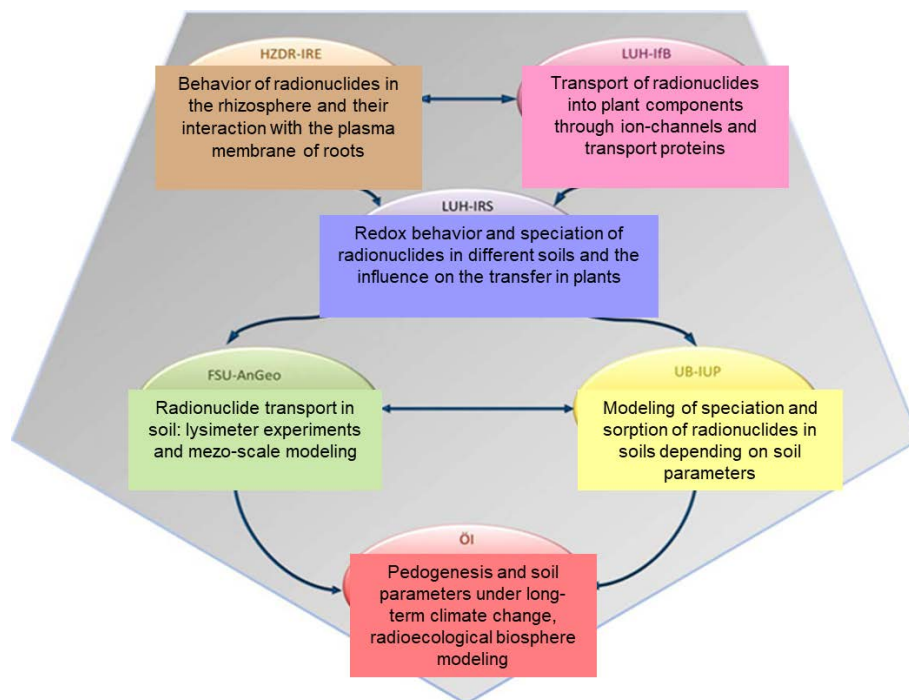 HZDR-IRE
Behavior of radionuclides in
the rhizosphere and their
interaction with the plasma
membrane of roots
LUH-IfB
Transport of radionuclides
into plant components
through ion-channels and
transport proteins
LUH-IRS
Redox behavior and speciation of
radionuclides in different soils and the
influence on the transfer in plants
FSU-AnGeo
Radionuclide transport in
soil: lysimeter experiments
and mezo-scale modeling
UB-IUP
Modeling of speciation and
sorption of radionuclides in
soils depending on soil
parameters
ÖI
Pedogenesis and soil
parameters under long-
term climate change,
radioecological biosphere
modeling